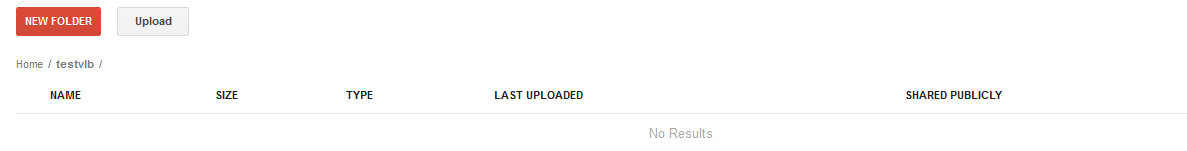 NEW FOLDER Upload
Home / testvlb /
NAME SIZE TYPE LAST UPLOADED SHARED PUBLICLY
No Results